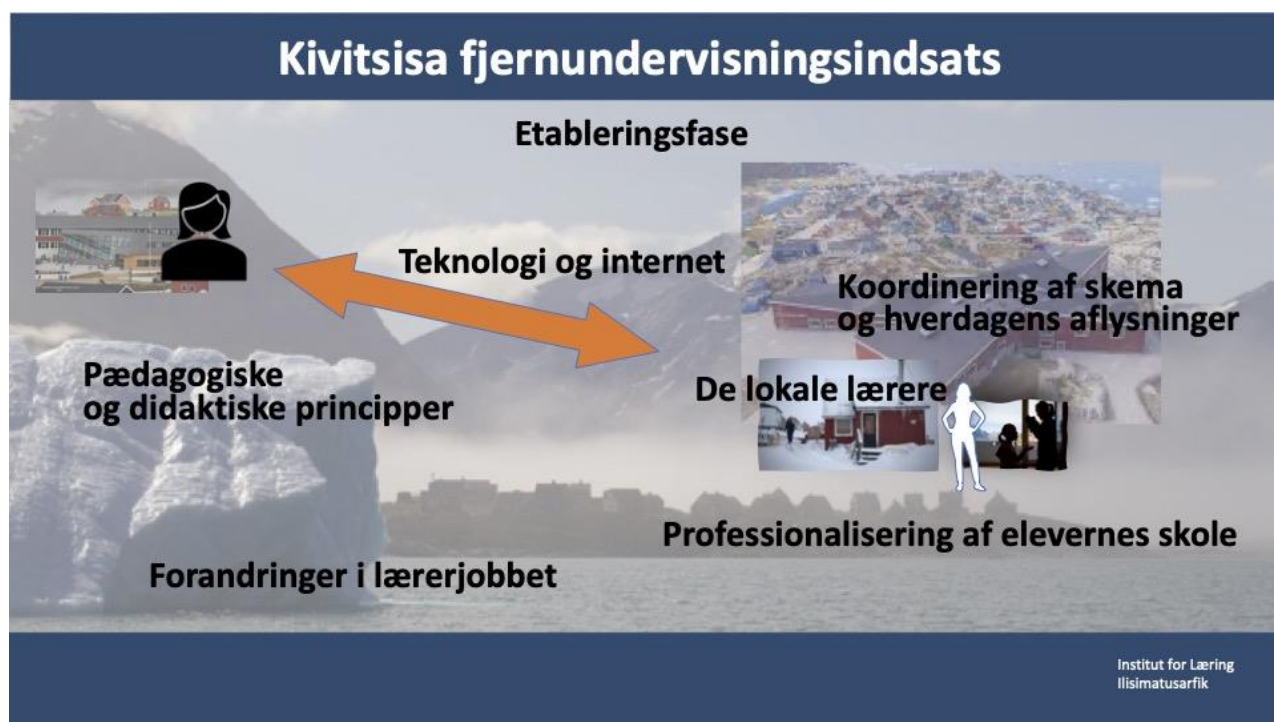 Kivitsisa fjernundervisningsindsats
Etableringsfase
Teknologi og internet
Koordinering af skema
og hverdagens aflysninger
Pædagogiske
og didaktiske principper
De lokale lærere
Professionalisering af elevernes skole
Forandringer i lærerjobbet
Institut for Læring
Ilisimatusarfik